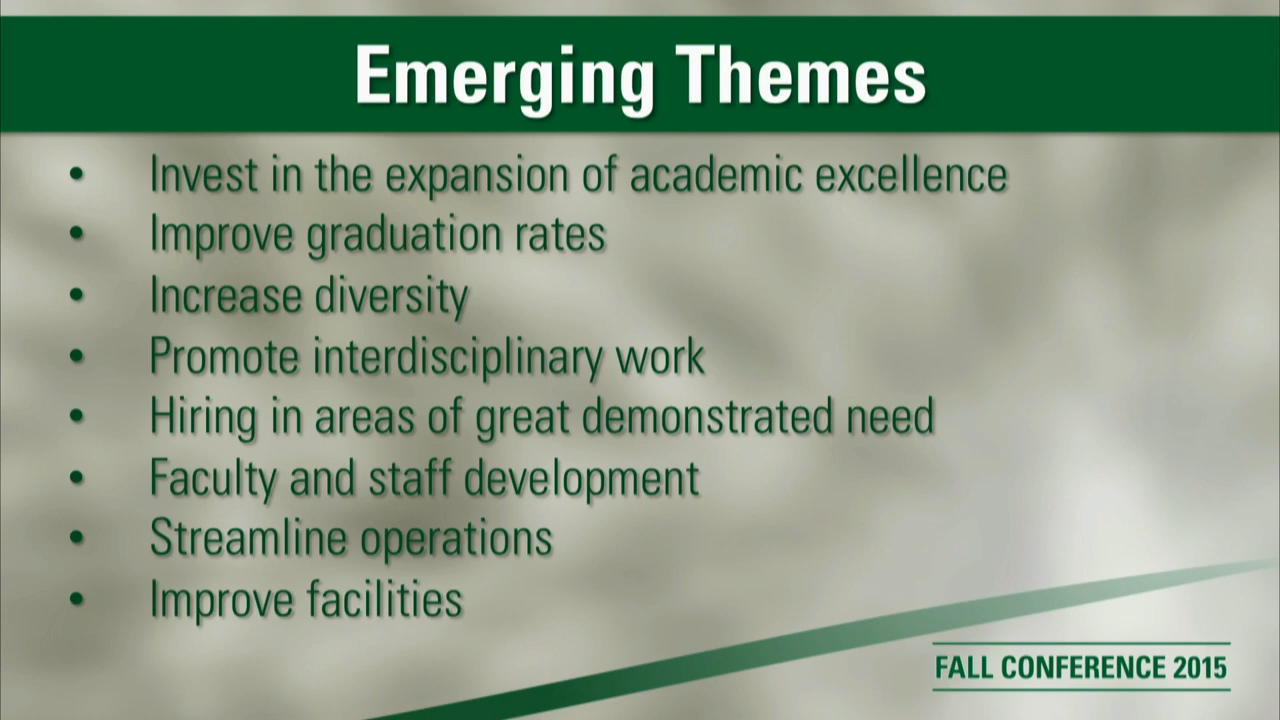 Emerging Themes
• Invest in the expansion of academic excellence
• Improve graduation rates
• Increase diversity
• Promote interdisciplinary work
• Hiring in areas of great demonstrated need
• Faculty and staff development
• Streamline operations
• Improve facilities
FALL CONFERENCE 2015